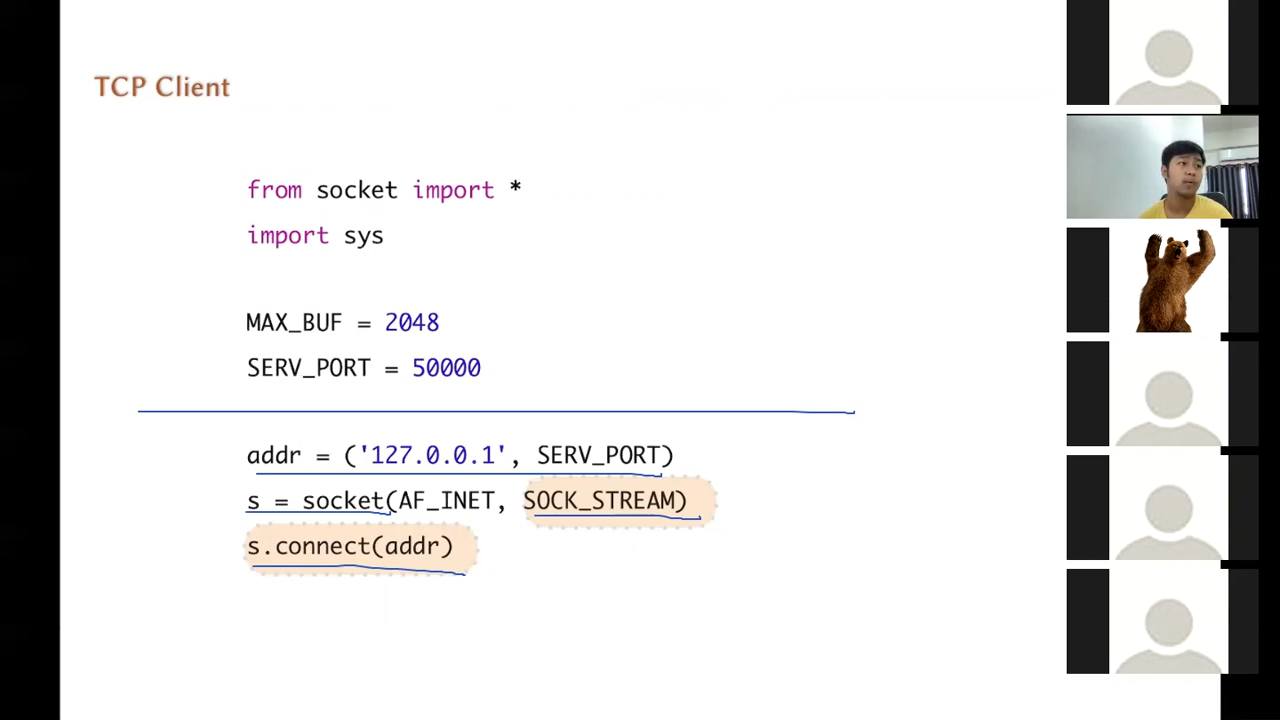 TCP Client
from socket import *
import sys
MAX_BUF = 2048
SERV_PORT = 50000
addr = ('127.0.0.1', SERV_PORT)
s = socket(AF_INET, SOCK_STREAM)
s.connect(addr)